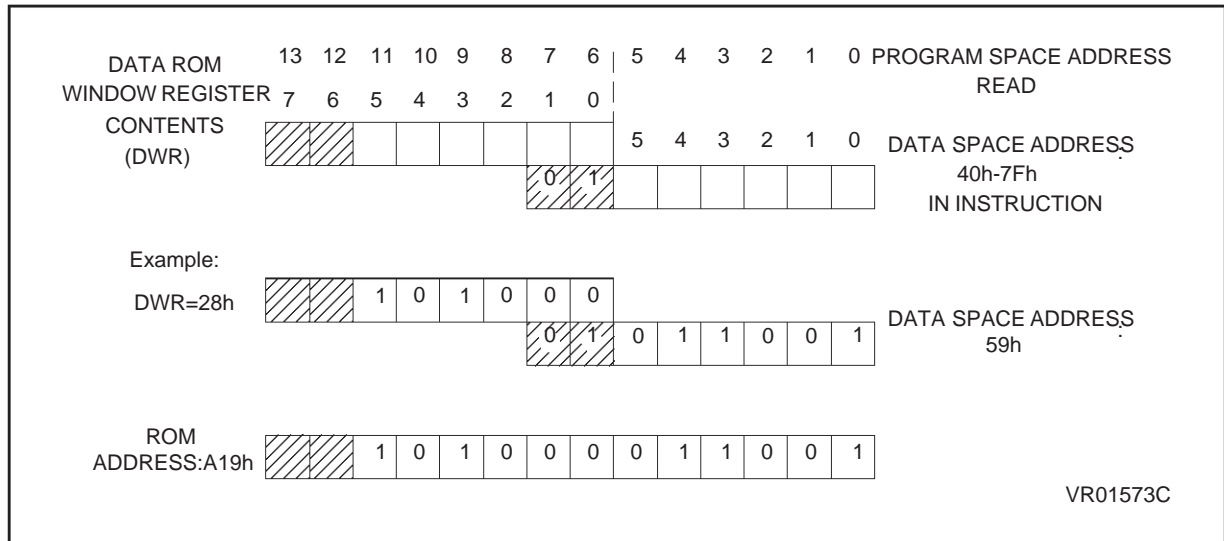 DATA ROM 13 12 11 10 9 8 7 6 5 4 3 2 1 0 PROGRAM SPACE ADDRESS
READ
WINDOW REGISTER 7 6 5 4 3 2 1 0
CONTENTS
(DWR)
5 4 3 2 1 0 DATA SPACE ADDRESS
:
0 1 40h-7Fh
IN INSTRUCTION
Example:
DWR=28h 1 0 1 0 0 0
0 1 0 1 1 0 0 1 DATA SPACE ADDRESS
:
59h
ROM
ADDRESS:A19h 1 0 1 0 0 0 0 1 1 0 0 1
VR01573C